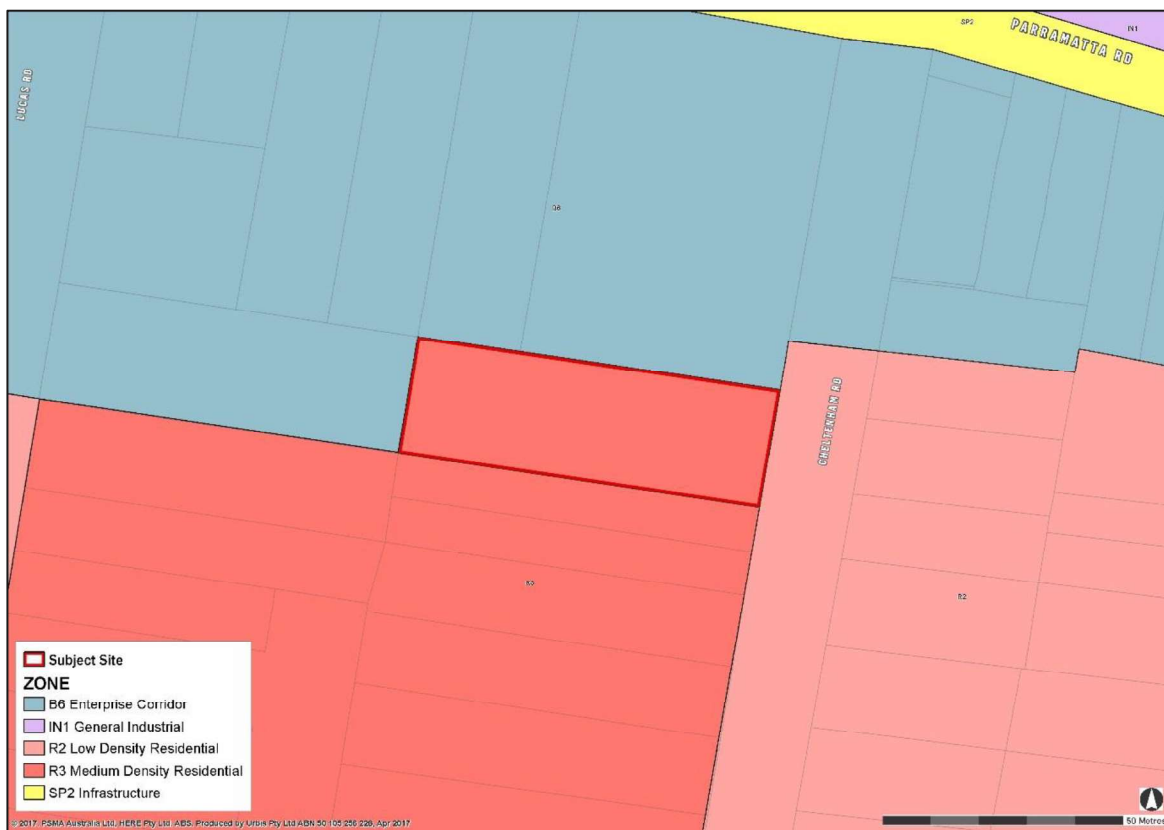 SP2
IN1
PARRAMATTA RD
LUCAS RD
B6
CHELTENHAM RD
R3
R2
Subject Site
ZONE
B6 Enterprise Corridor
IN1 General Industrial
R2 Low Density Residential
R3 Medium Density Residential
SP2 Infrastructure
© 2017. PSMA Australia Ltd, HERE Pty Ltd. ABS. Produced by Urbis Pty Ltd ABN 50 105 256 228, Apr 2017
50 Metres